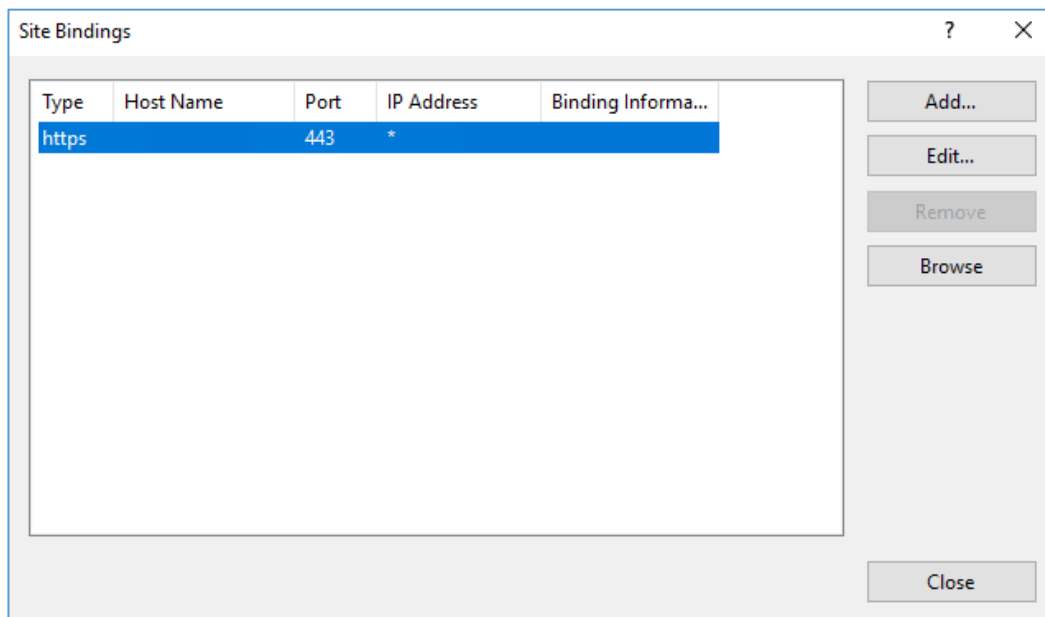 Site Bindings ? ×
Type Host Name Port IP Address Binding Informa... Add...
https 443 *
Edit...
Remove
Browse
Close